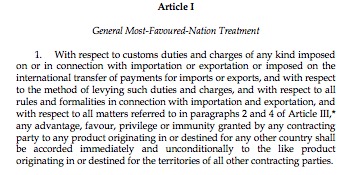 Article I
General Most-Favoured-Nation Treatment
1. With respect to customs duties and charges of any kind imposed
on or in connection with importation or exportation or imposed on the
international transfer of payments for imports or exports, and with respect
to the method of levying such duties and charges, and with respect to all
rules and formalities in connection with importation and exportation, and
with respect to all matters referred to in paragraphs 2 and 4 of Article III,*
any advantage, favour, privilege or immunity granted by any contracting
party to any product originating in or destined for any other country shall
be accorded immediately and unconditionally to the like product
originating in or destined for the territories of all other contracting parties.